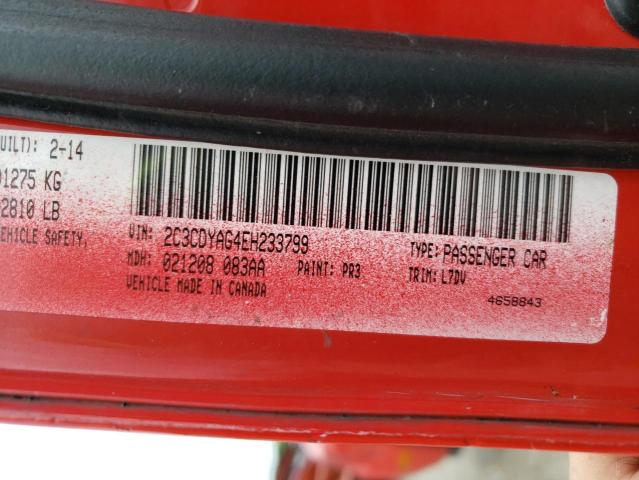 UILT): 2-14
01275 KG
2810 LB
EHICLE SAFETY,
VIN: 2C3CDYAG4EH233799 TYPE: PASSENGER CAR
MDH: 021208 083AA PAINT: PR3 TRIM: L7DV
VEHICLE MADE IN CANADA 4658843